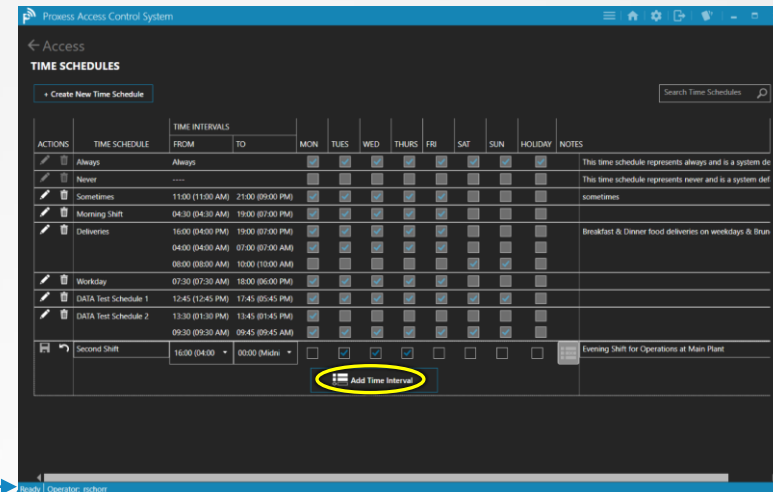 Proxess Access Control System
Access
TIME SCHEDULES
+ Create New Time Schedule
Search Time Schedules
TIME INTERVALS
ACTIONS TIME SCHEDULE FROM TO MON TUES WED THURS FRI SAT SUN HOLIDAY NOTES
Always Always This time schedule represents always and is a system de
Never ---- This time schedule represents never and is a system def
Sometimes 11:00 (11:00 AM) 21:00 (09:00 PM) sometimes
Morning Shift 04:30 (04:30 AM) 19:00 (07:00 PM)
Deliveries 16:00 (04:00 PM) 19:00 (07:00 PM) Breakfast & Dinner food deliveries on weekdays & Brun
04:00 (04:00 AM) 07:00 (07:00 AM)
08:00 (08:00 AM) 10:00 (10:00 AM)
Workday 07:30 (07:30 AM) 18:00 (06:00 PM)
DATA Test Schedule 1 12:45 (12:45 PM) 17:45 (05:45 PM)
DATA Test Schedule 2 13:30 (01:30 PM) 13:45 (01:45 PM)
09:30 (09:30 AM) 09:45 (09:45 AM)
Second Shift 16:00 (04:00 00:00 (Midni Evening Shift for Operations at Main Plant
Add Time Interval
Ready Operator: rschorr